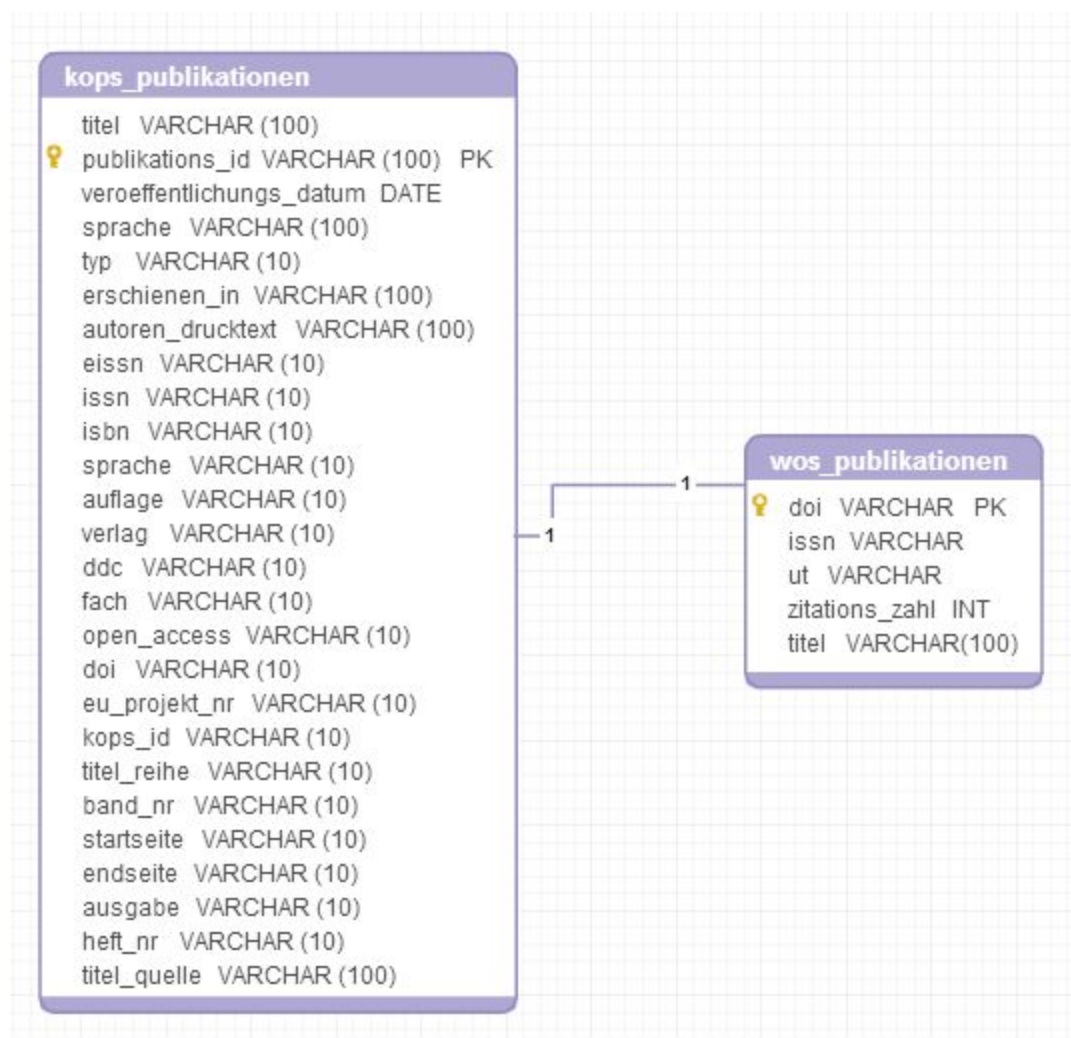 kops_publikationen
titel VARCHAR (100)
publikations_id VARCHAR (100) PK
veroeffentlichungs_datum DATE
sprache VARCHAR (100)
typ VARCHAR (10)
erschienen_in VARCHAR (100)
autoren_drucktext VARCHAR (100)
eissn VARCHAR (10)
issn VARCHAR (10)
isbn VARCHAR (10)
sprache VARCHAR (10)
auflage VARCHAR (10)
verlag VARCHAR (10)
ddc VARCHAR (10)
fach VARCHAR (10)
open_access VARCHAR (10)
doi VARCHAR (10)
eu_projekt_nr VARCHAR (10)
kops_id VARCHAR (10)
titel_reihe VARCHAR (10)
band_nr VARCHAR (10)
startseite VARCHAR (10)
endseite VARCHAR (10)
ausgabe VARCHAR (10)
heft_nr VARCHAR (10)
titel_quelle VARCHAR (100)
1
1
wos_publikationen
doi VARCHAR PK
issn VARCHAR
ut VARCHAR
zitations_zahl INT
titel VARCHAR(100)